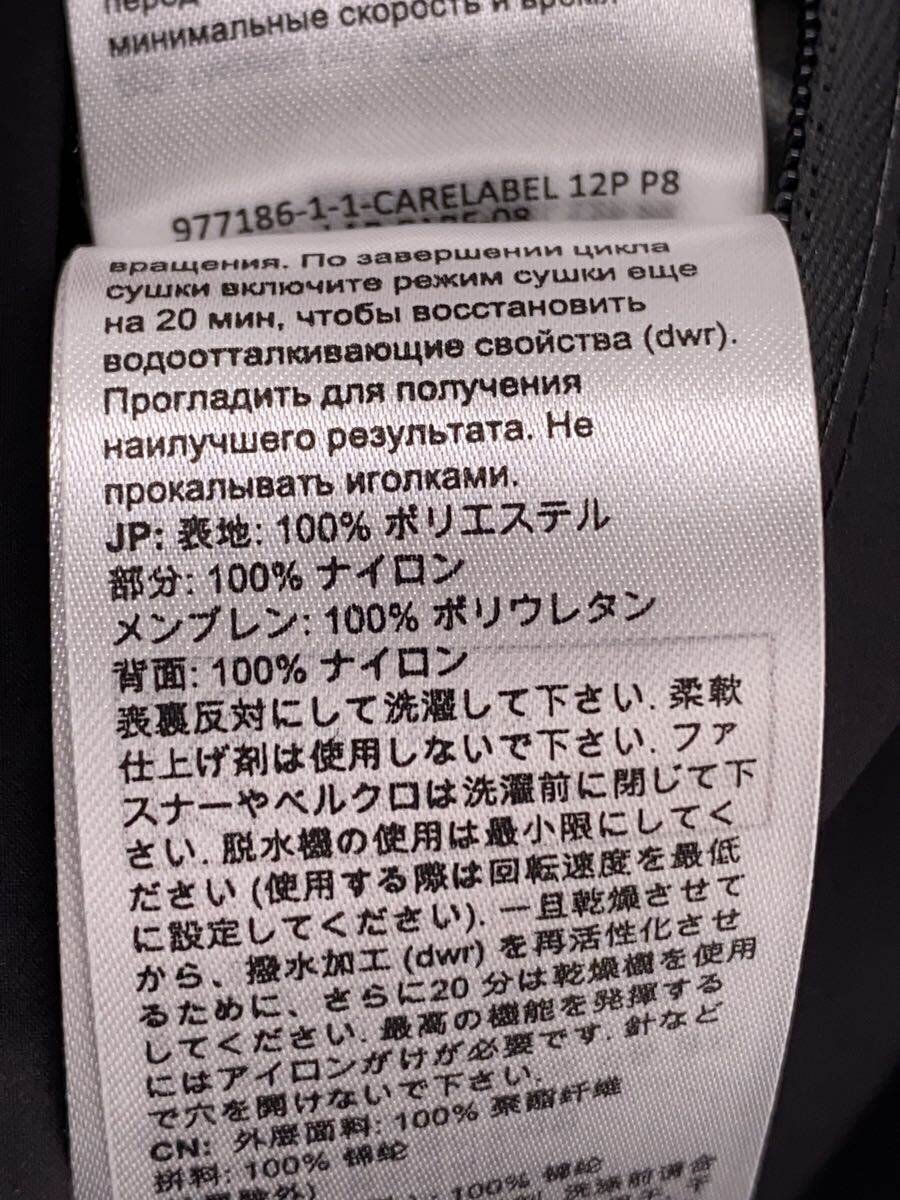 перед
минимальные скорость и время
977186-1-1-CARELABEL 12P P8
вращения. По завершении цикла
сушки включите режим сушки еще
на 20 мин, чтобы восстановить
водоотталкивающие свойства (dwr).
Прогладить для получения
наилучшего результата. Не
прокалывать иголками.
JP: 表地: 100% ポリエステル
部分: 100% ナイロン
メンブレン: 100% ポリウレタン
背面: 100% ナイロン
表裏反対にして洗濯して下さい. 柔軟
仕上げ剤は使用しないで下さい. ファ
スナーやベルクロは洗濯前に閉じて下
さい. 脱水機の使用は最小限にしてく
ださい (使用する際は回転速度を最低
に設定してください). 一旦乾燥させて
から、撥水加工 (dwr) を再活性化させ
るために、さらに20 分は乾燥機を使用
してください. 最高の機能を発揮する
にはアイロンがけが必要です. 針など
で穴を開けないで下さい.
CN: 外层面料: 100% 聚酯纤维
拼料: 100% 锦纶
100% 锦纶
洗涤前请合